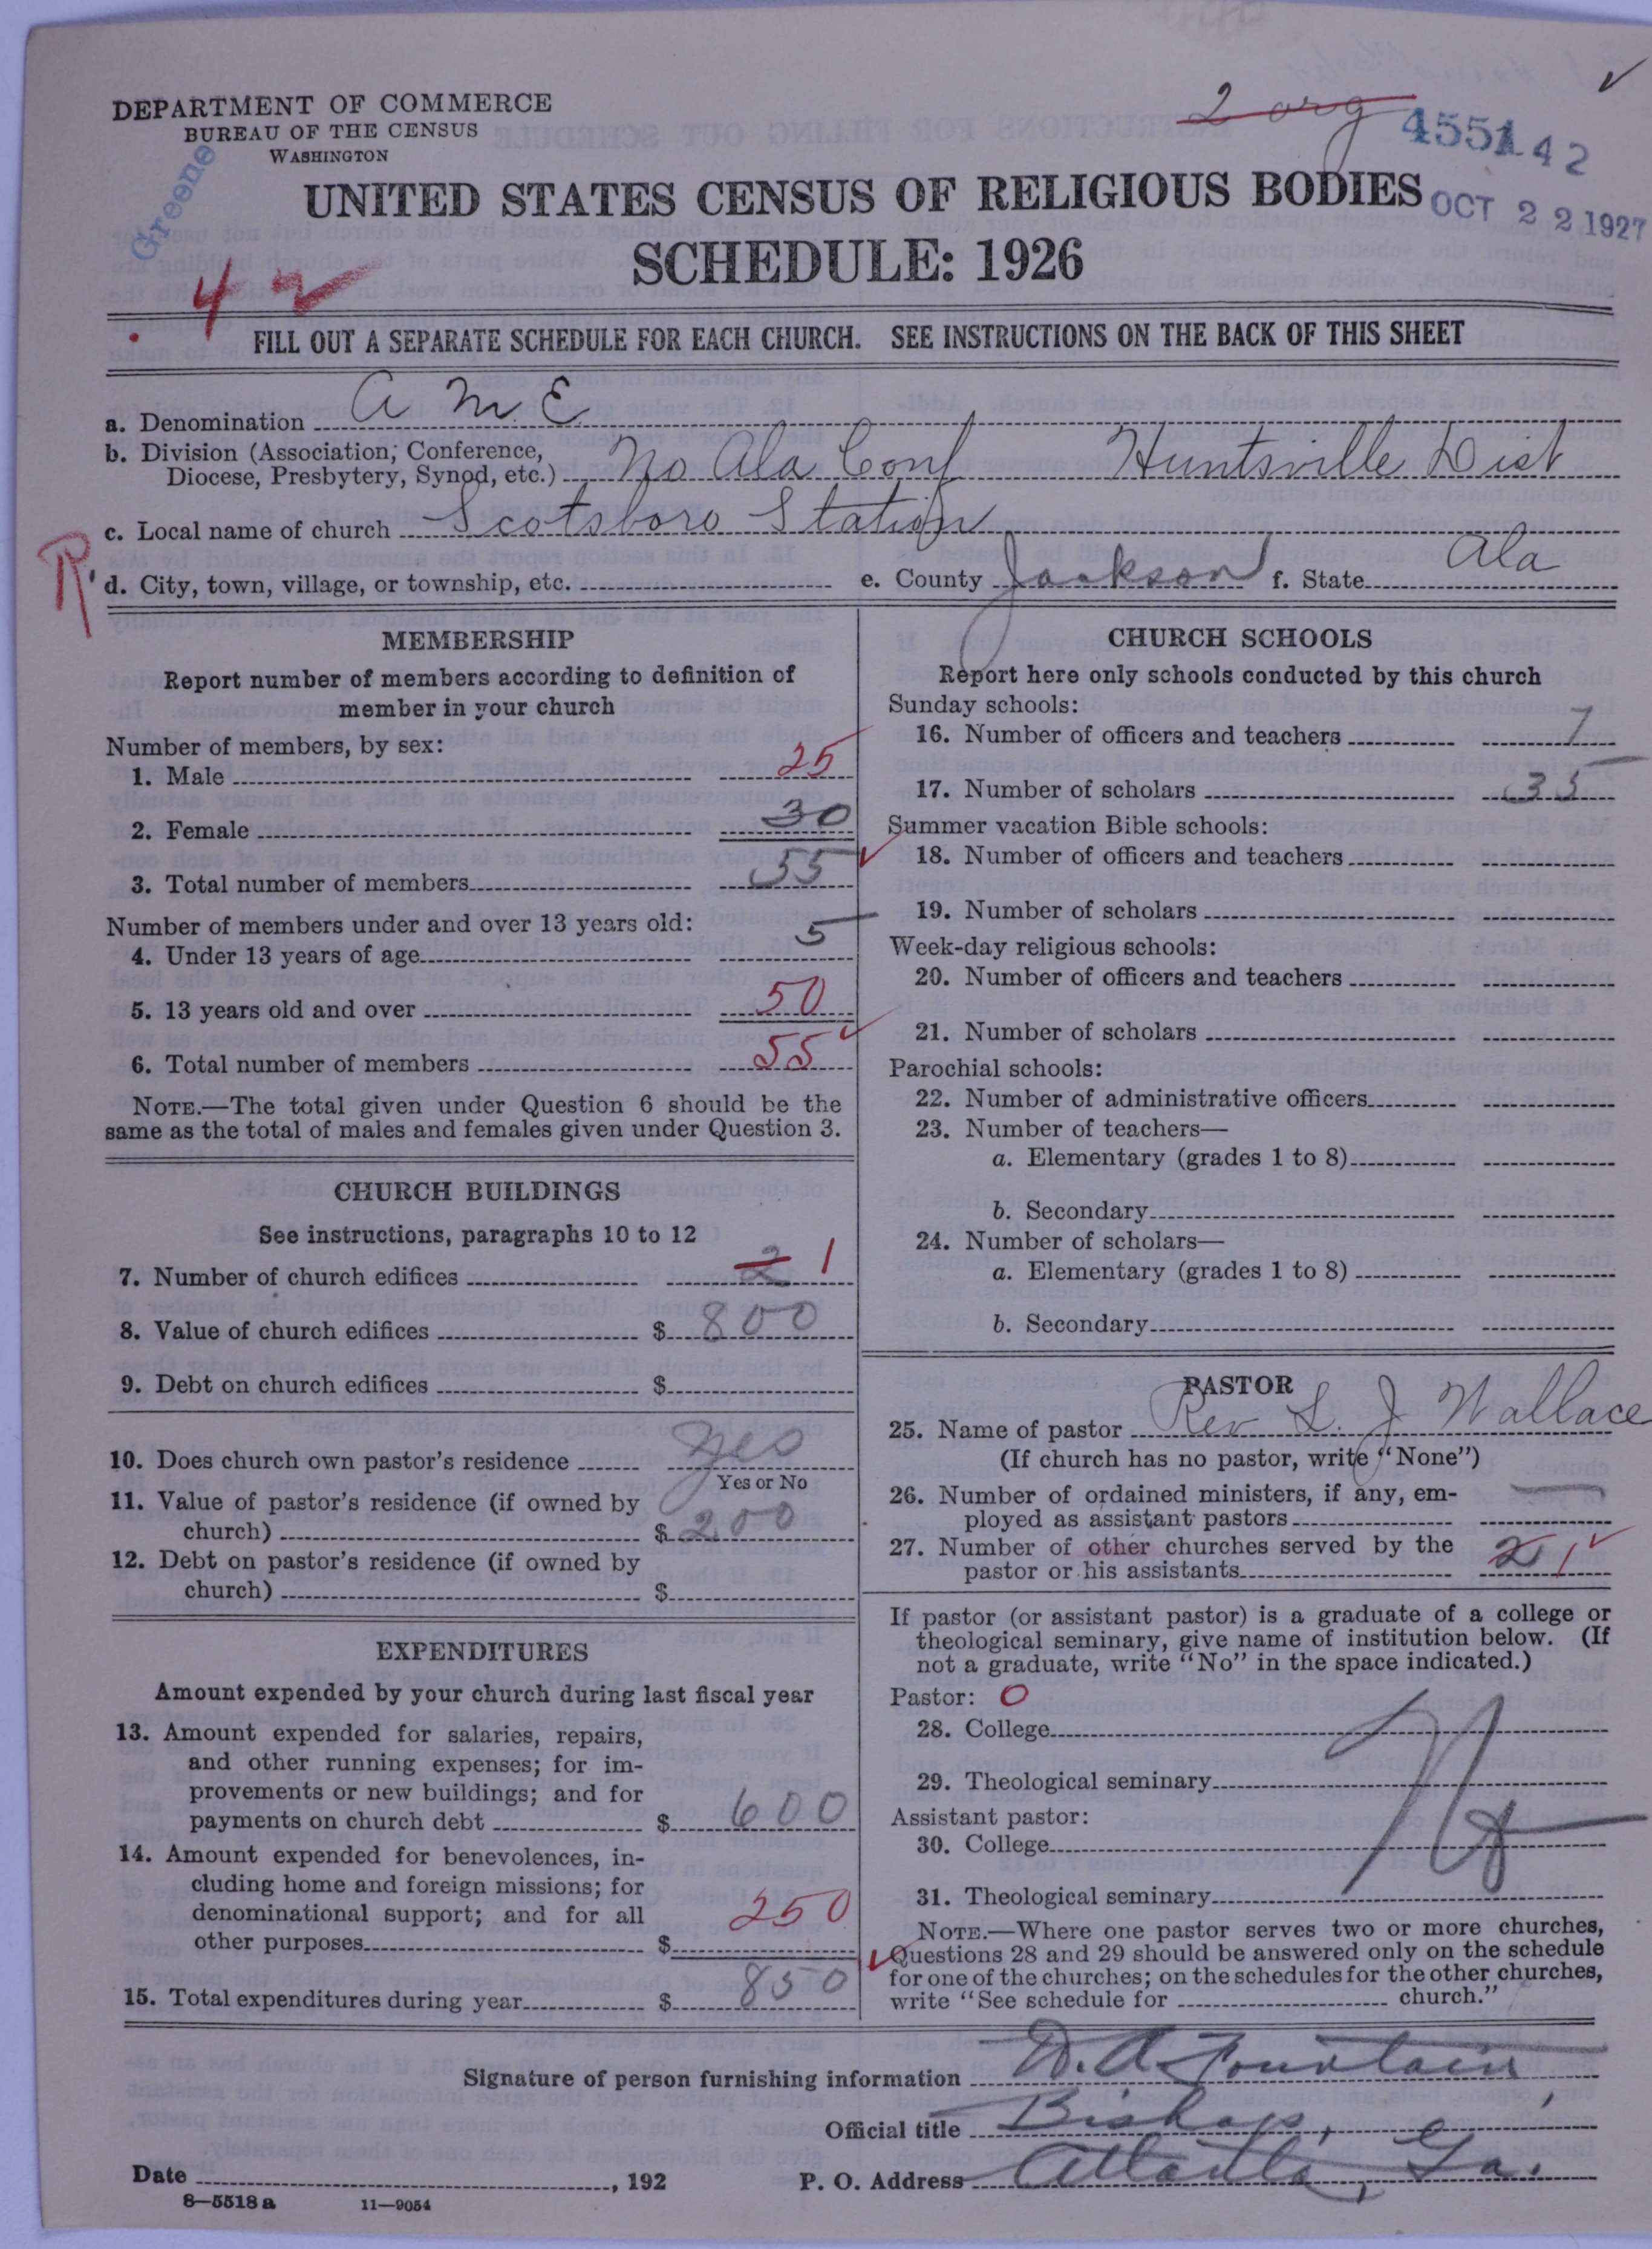 2 org
DEPARTMENT OF COMMERCE
BUREAU OF THE CENSUS
WASHINGTON
Greene
4551 42
OCT 22 1927
UNITED STATES CENSUS OF RELIGIOUS BODIES
SCHEDULE: 1926
FILL OUT A SEPARATE SCHEDULE FOR EACH CHURCH. SEE INSTRUCTIONS ON THE BACK OF THIS SHEET
a. Denomination A M E
b. Division (Association, Conference,
Diocese, Presbytery, Synod, etc.) No Ala Conf Huntsville Dist
c. Local name of church Scotsboro Station
R
d. City, town, village, or township, etc. e. County Jackson f. State Ala
MEMBERSHIP
Report number of members according to definition of
member in your church
Number of members, by sex:
1. Male 25
2. Female 30
3. Total number of members 55
Number of members under and over 13 years old:
4. Under 13 years of age 5
5. 13 years old and over 50
6. Total number of members 55
NOTE.—The total given under Question 6 should be the
same as the total of males and females given under Question 3.
CHURCH BUILDINGS
See instructions, paragraphs 10 to 12
7. Number of church edifices 2 1
8. Value of church edifices $ 800
9. Debt on church edifices $
10. Does church own pastor's residence Yes
Yes or No
11. Value of pastor's residence (if owned by
church) $ 200
12. Debt on pastor's residence (if owned by
church) $
EXPENDITURES
Amount expended by your church during last fiscal year
13. Amount expended for salaries, repairs,
and other running expenses; for im-
provements or new buildings; and for
payments on church debt $ 600
14. Amount expended for benevolences, in-
cluding home and foreign missions; for
denominational support; and for all
other purposes $ 250
15. Total expenditures during year $ 850
CHURCH SCHOOLS
Report here only schools conducted by this church
Sunday schools:
16. Number of officers and teachers 7
17. Number of scholars 35
Summer vacation Bible schools:
18. Number of officers and teachers
19. Number of scholars
Week-day religious schools:
20. Number of officers and teachers
21. Number of scholars
Parochial schools:
22. Number of administrative officers
23. Number of teachers—
a. Elementary (grades 1 to 8)
b. Secondary
24. Number of scholars—
a. Elementary (grades 1 to 8)
b. Secondary
PASTOR
25. Name of pastor Rev L. J Wallace
(If church has no pastor, write "None")
26. Number of ordained ministers, if any, em-
ployed as assistant pastors
27. Number of other churches served by the
pastor or his assistants 2 1
If pastor (or assistant pastor) is a graduate of a college or
theological seminary, give name of institution below. (If
not a graduate, write "No" in the space indicated.)
Pastor: 0
28. College
29. Theological seminary
Assistant pastor: No
30. College
31. Theological seminary
NOTE.—Where one pastor serves two or more churches,
Questions 28 and 29 should be answered only on the schedule
for one of the churches; on the schedules for the other churches,
write "See schedule for church."
Signature of person furnishing information D. A. Fountain
Official title Bishop,
Date , 192 P. O. Address Atlanta, Ga.
8—5518 a 11—9054